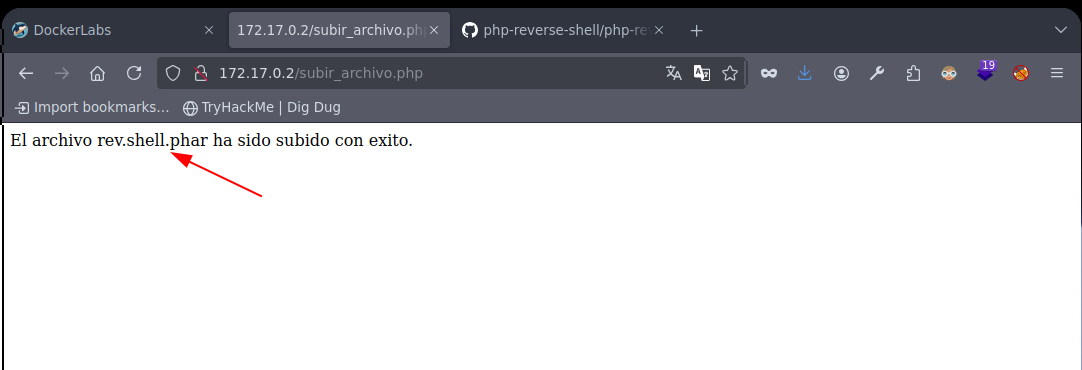 DockerLabs
172.17.0.2/subir_archivo.php
php-reverse-shell/php-re
172.17.0.2/subir_archivo.php
19
Import bookmarks...
TryHackMe | Dig Dug
El archivo rev.shell.phar ha sido subido con exito.